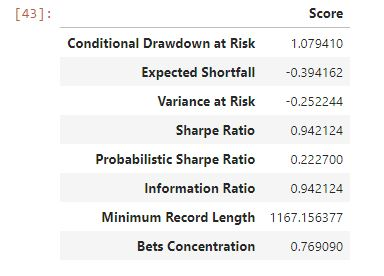 [43]: Score
Conditional Drawdown at Risk 1.079410
Expected Shortfall -0.394162
Variance at Risk -0.252244
Sharpe Ratio 0.942124
Probabilistic Sharpe Ratio 0.222700
Information Ratio 0.942124
Minimum Record Length 1167.156377
Bets Concentration 0.769090